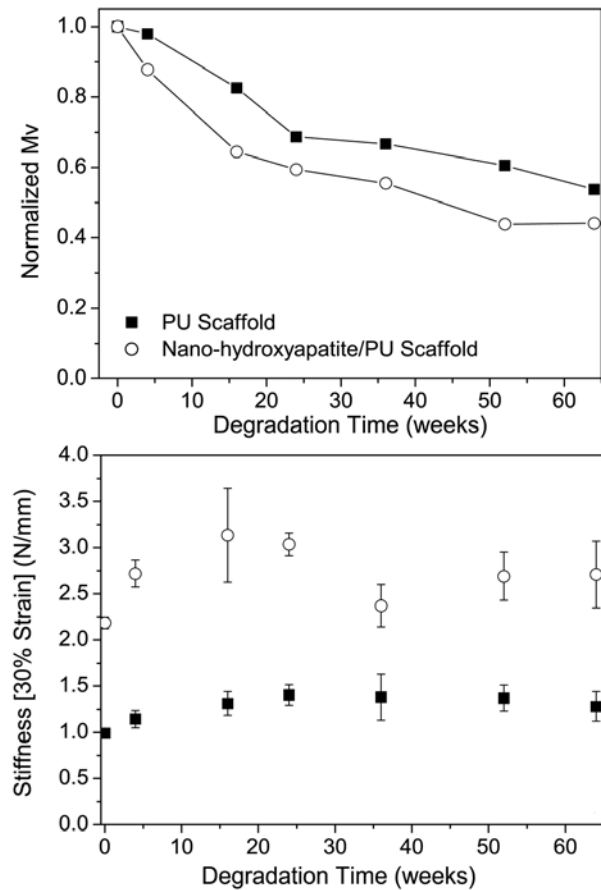 1.0
0.8
0.6
0.4
0.2
0.0
Normalized Mv
PU Scaffold
Nano-hydroxyapatite/PU Scaffold
0 10 20 30 40 50 60
Degradation Time (weeks)
4.0
3.5
3.0
2.5
2.0
1.5
1.0
0.5
0.0
Stiffness [30% Strain] (N/mm)
0 10 20 30 40 50 60
Degradation Time (weeks)